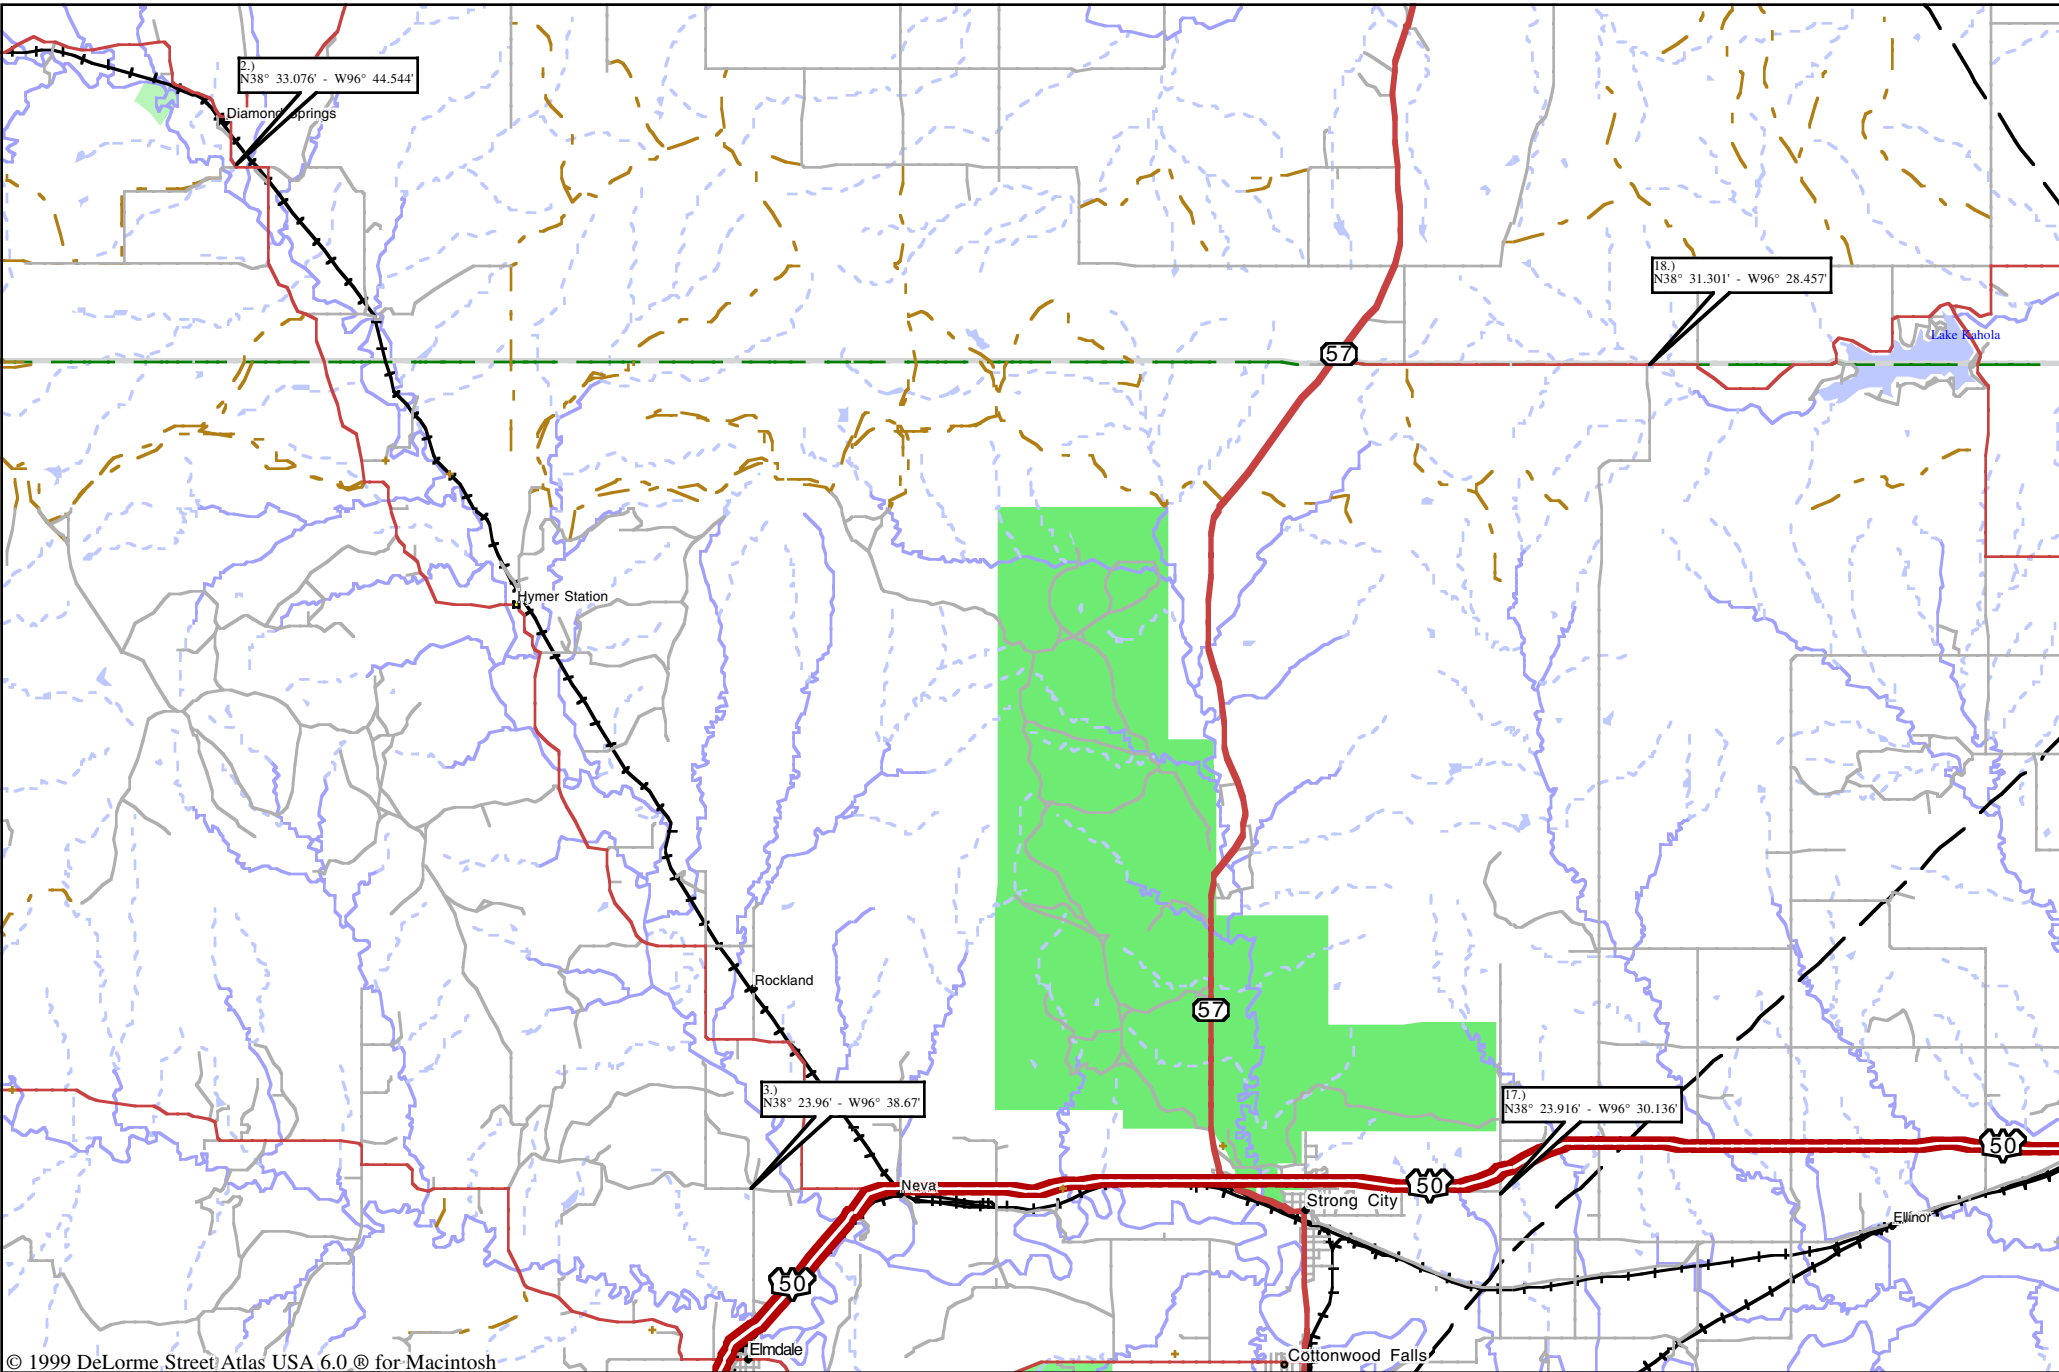 2.)
N38° 33.076' - W96° 44.544'
Diamond Springs
18.)
N38° 31.301' - W96° 28.457'
Lake Kahola
57
Hymer Station
Rockland
57
3.)
N38° 23.96' - W96° 38.67'
17.)
N38° 23.916' - W96° 30.136'
50
Neva
50
Strong City
Ellinor
50
Elmdale
Cottonwood Falls
© 1999 DeLorme Street Atlas USA 6.0 ® for Macintosh